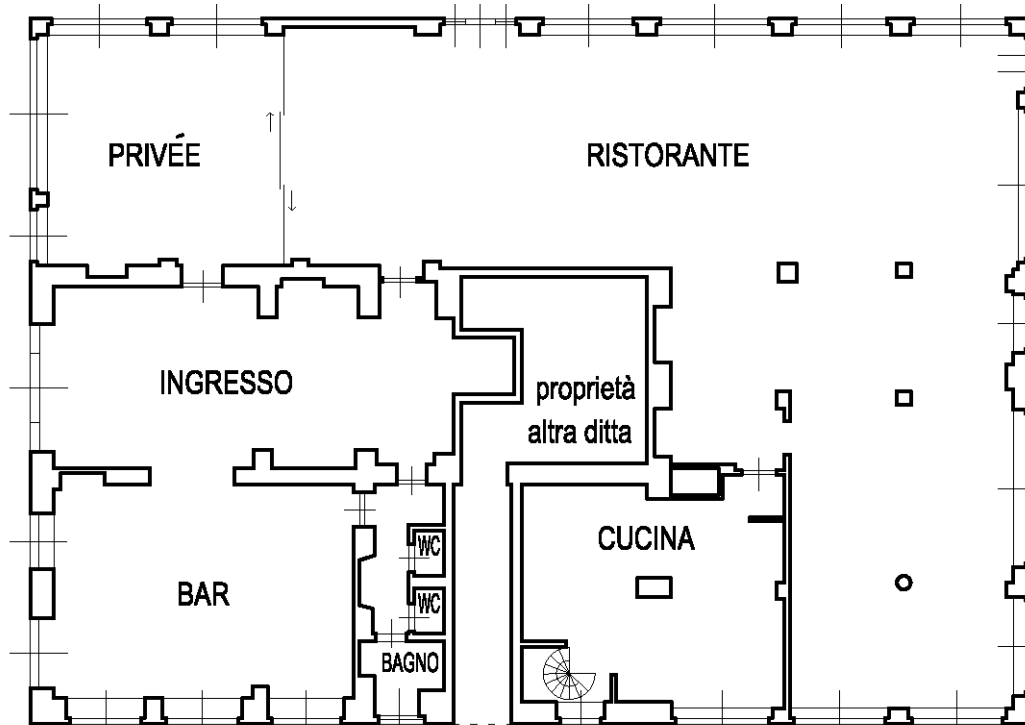 PRIVÉE
RISTORANTE
INGRESSO
proprietà
altra ditta
CUCINA
WC
BAR
WC
BAGNO